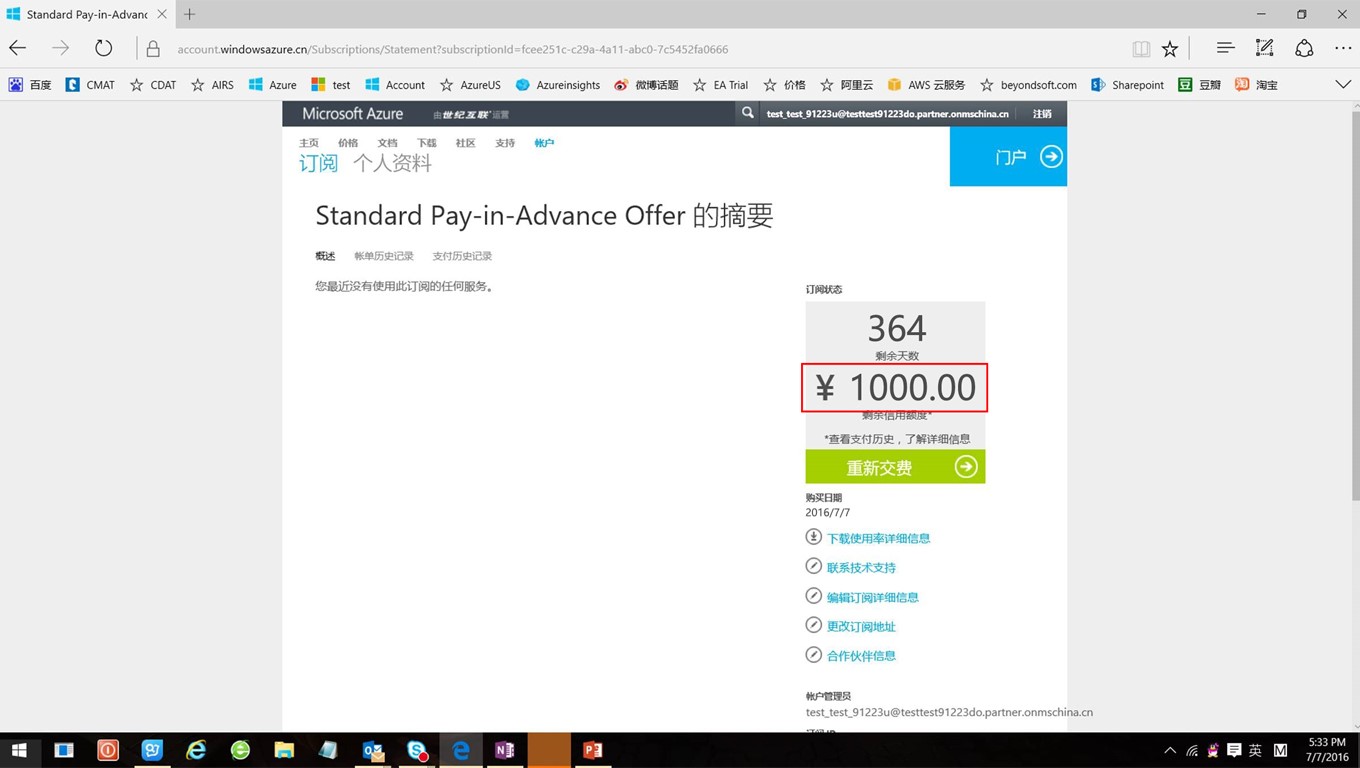 Standard Pay-in-Advanc
account.windowsazure.cn/Subscriptions/Statement?subscriptionId=fcee251c-c29a-4a11-abc0-7c5452fa0666
百度 CMAT CDAT AIRS Azure test Account AzureUS Azureinsights 微博话题 EA Trial 价格 阿里云 AWS 云服务 beyondsoft.com Sharepoint 豆瓣 淘宝
Microsoft Azure 由世纪互联运营 test_test_91223u@testtest91223do.partner.onmschina.cn 注销
主页 价格 文档 下载 社区 支持 帐户
订阅 个人资料
门户
Standard Pay-in-Advance Offer 的摘要
概述 帐单历史记录 支付历史记录
您最近没有使用此订阅的任何服务。
订阅状态
364
剩余天数
¥ 1000.00
剩余信用额度*
*查看支付历史，了解详细信息
重新交费
购买日期
2016/7/7
下载使用率详细信息
联系技术支持
编辑订阅详细信息
更改订阅地址
合作伙伴信息
帐户管理员
test_test_91223u@testtest91223do.partner.onmschina.cn
订阅 ID
英
5:33 PM
7/7/2016